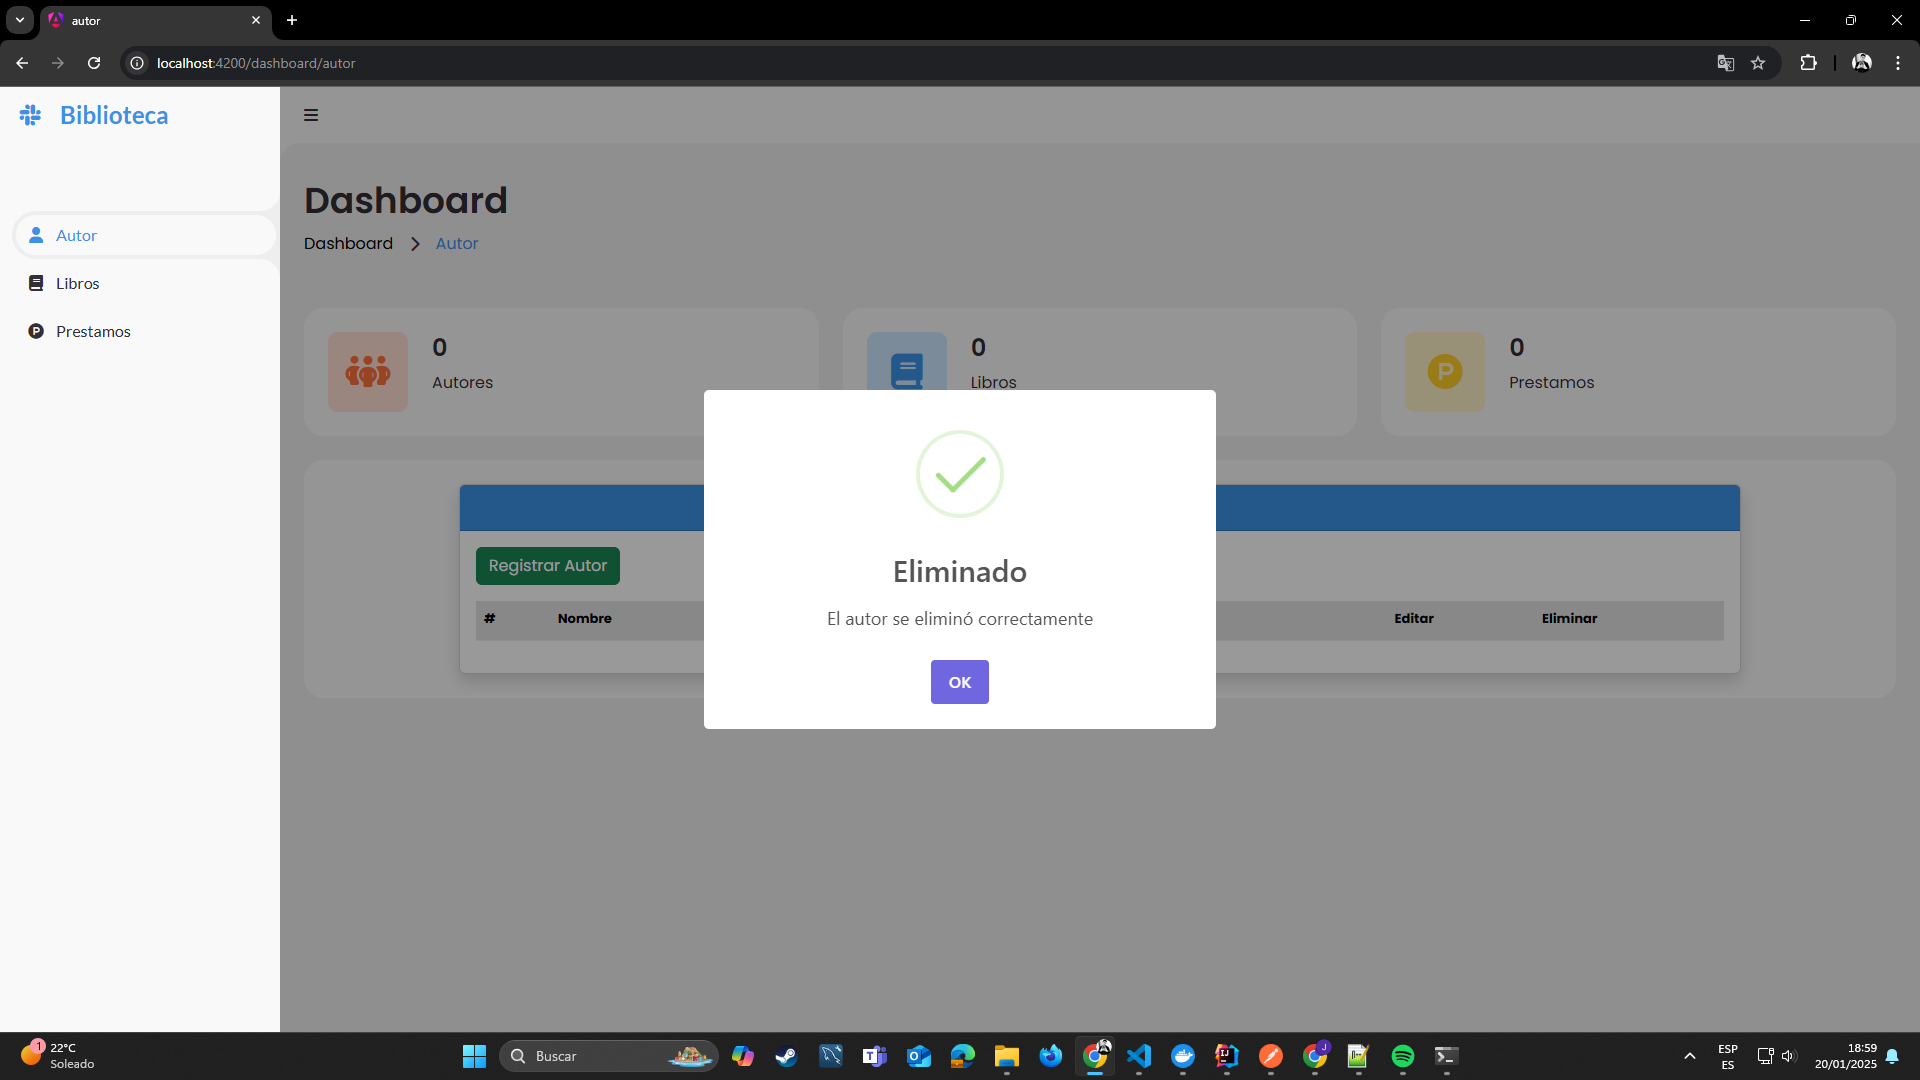 autor
localhost:4200/dashboard/autor
Biblioteca
Autor
Libros
Prestamos
Dashboard
Dashboard Autor
0
Autores
0
Libros
0
Prestamos
P
Registrar Autor
# Nombre Editar Eliminar
Eliminado
El autor se eliminó correctamente
OK
1
22°C
Soleado
Buscar
ESP
ES
18:59
20/01/2025